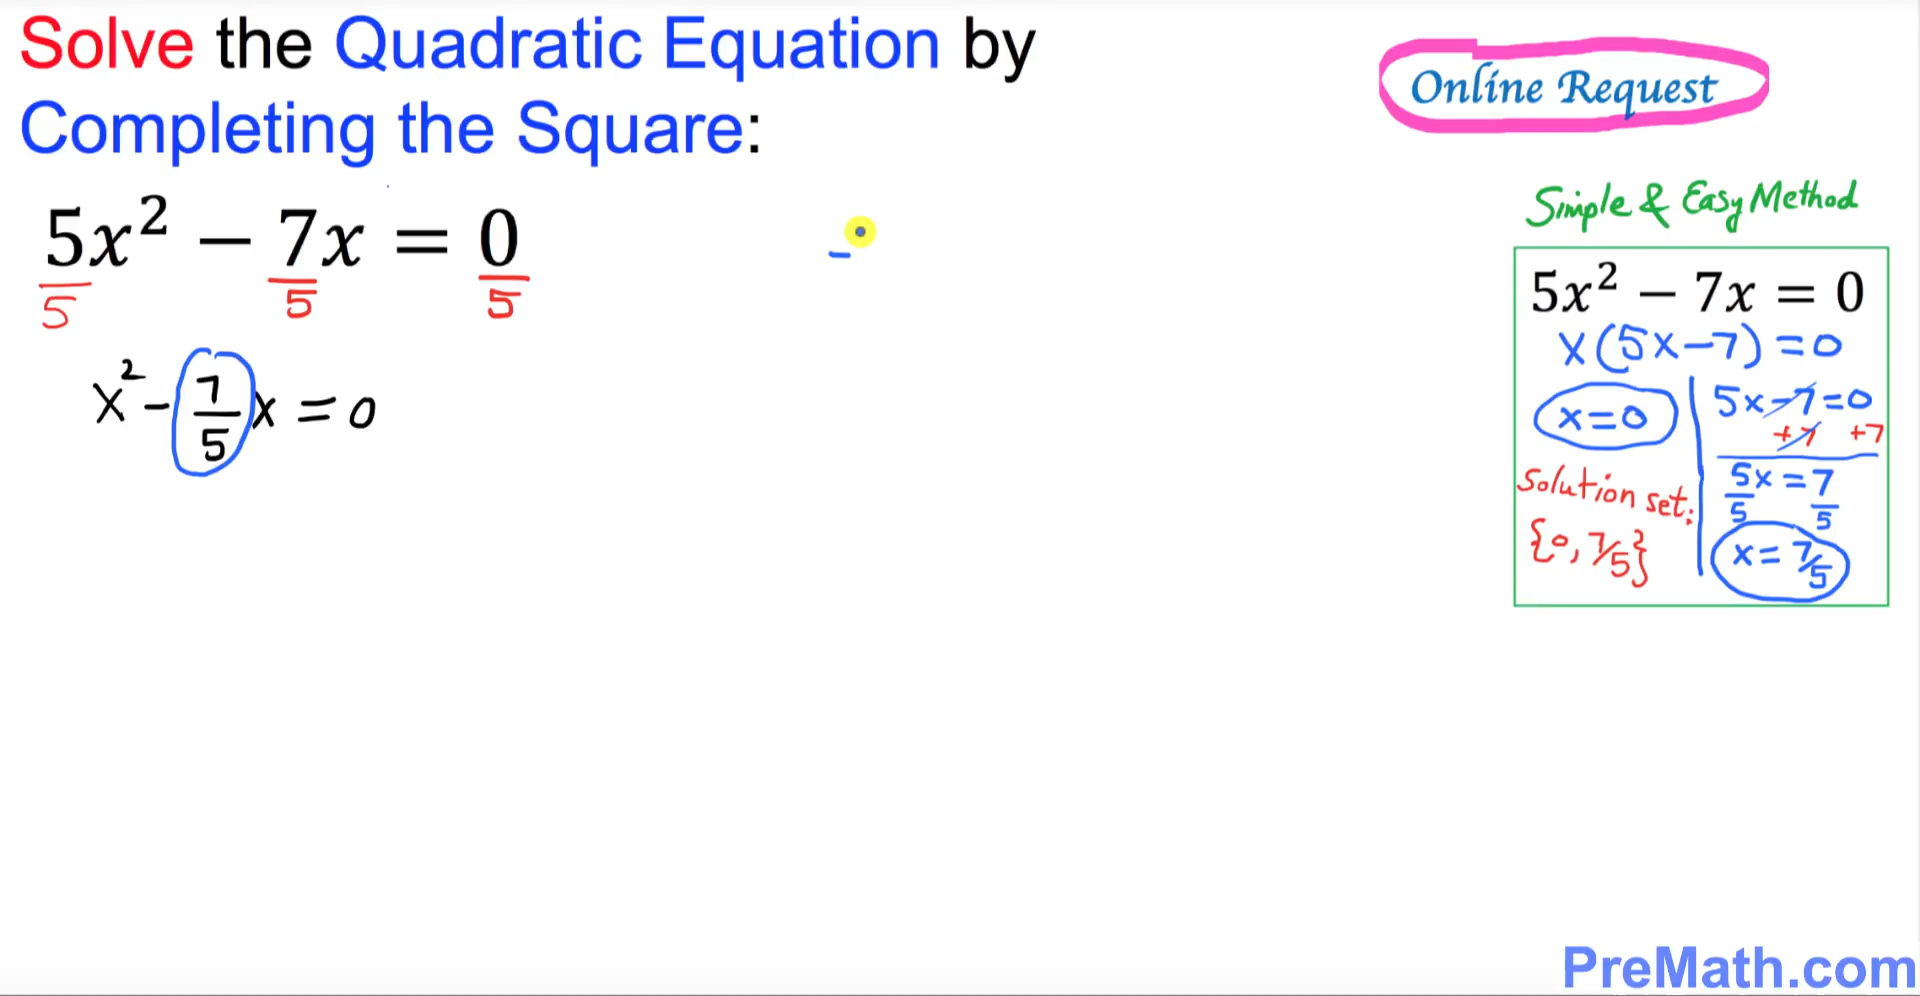 Solve the Quadratic Equation by
Completing the Square:
5x² − 7x = 0
5 5 5
x² - 7/5 x = 0
-
Online Request
Simple & Easy Method
5x² − 7x = 0
x(5x-7)=0
x=0
5x-7=0
+7 +7
5x=7
5 5
x=7/5
Solution set:
{0, 7/5}
PreMath.com